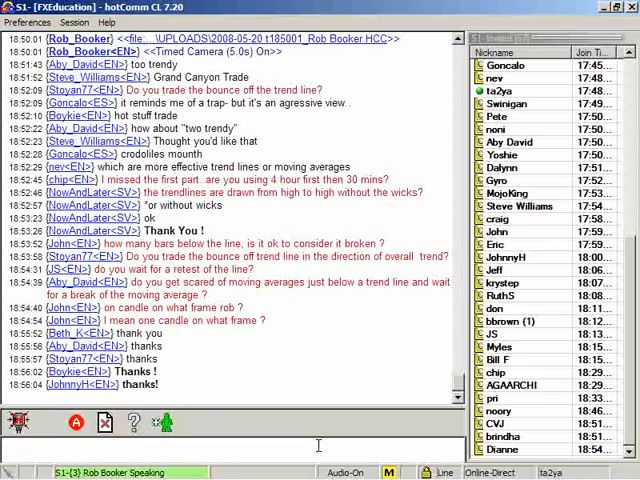 S1- [FXEducation] - hotComm CL 7.20
Preferences Session Help
18:50:01 {Rob_Booker} <<file:...\UPLOADS\2008-05-20 t185001_Rob Booker.HCC>>
18:50:01 {Rob_Booker<EN} <<Timed Camera (5.0s) On>>
18:51:43 {Aby_David<EN} too trendy
18:51:52 {Steve_Williams<EN} Grand Canyon Trade
18:52:09 {Stoyan77<EN} Do you trade the bounce off the trend line?
18:52:09 {Goncalo<ES} it reminds me of a trap- but it's an agressive view..
18:52:10 {Boykie<EN} hot stuff trade
18:52:22 {Aby_David<EN} how about "two trendy"
18:52:23 {Steve_Williams<EN} Thought you'd like that
18:52:28 {Goncalo<ES} crodoliles mounth
18:52:29 {nev<EN} which are more effective trend lines or moving averages
18:52:45 {chip<EN} I missed the first part..are you using 4 hour first then 30 mins?
18:52:46 {NowAndLater<SV} the trendlines are drawn from high to high without the wicks?
18:52:58 {NowAndLater<SV} *or without wicks
18:53:23 {NowAndLater<SV} ok
18:53:26 {NowAndLater<SV} Thank You !
18:53:52 {John<EN} how many bars below the line, is it ok to consider it broken ?
18:53:58 {Stoyan77<EN} Do you trade the bounce off trend line in the direction of overall trend?
18:54:31 {JS<EN} do you wait for a retest of the line?
18:54:39 {Aby_David<EN} do you get scared of moving averages just below a trend line and wait
for a break of the moving average ?
18:54:40 {John<EN} on candle on what frame rob ?
18:54:54 {John<EN} I mean one candle on what frame ?
18:55:52 {Beth_K<EN} thank you
18:55:56 {Aby_David<EN} thanks
18:55:57 {Stoyan77<EN} thanks
18:56:02 {Boykie<EN} Thanks !
18:56:04 {JohnnyH<EN} thanks!
Nickname Join Ti...
Goncalo 17:45...
nev 17:48...
ta2ya 17:48...
Swinigan 17:49...
Pete 17:50...
noni 17:50...
Aby David 17:50...
Yoshie 17:50...
Dalynn 17:51...
Gyro 17:52...
MojoKing 17:53...
Steve Williams 17:54...
craig 17:58...
John 17:58...
Eric 17:58...
JohnnyH 18:00...
Jeff 18:06...
krystep 18:07...
RuthS 18:08...
don 18:11...
bbrown (1) 18:12...
JS 18:13...
Myles 18:15...
Bill F 18:16...
chip 18:29...
AGAARCHI 18:29...
pri 18:29...
noory 18:46...
CVJ 18:47...
brindha 18:49...
Dianne 18:54...
A ?
S1-{3} Rob Booker Speaking Audio-On M Line Online-Direct ta2ya